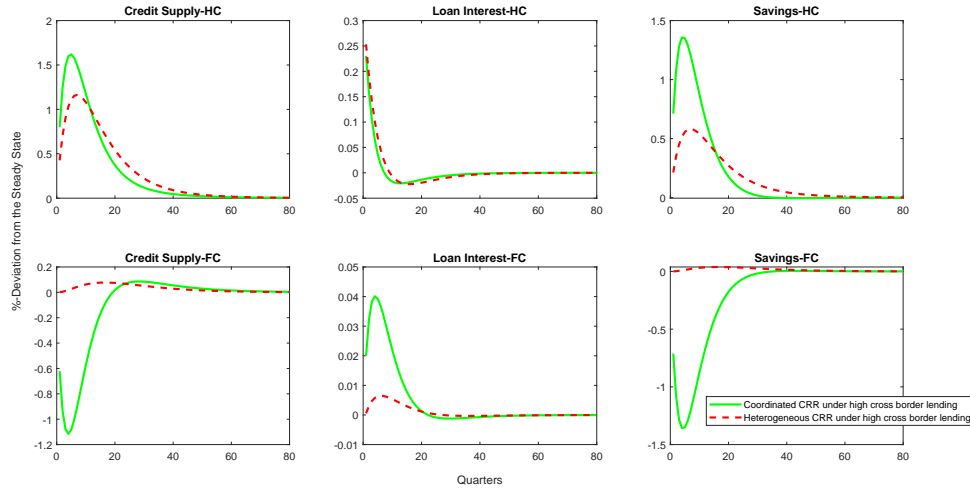 Credit Supply-HC
2
1.5
1
0.5
0
0 20 40 60 80
Loan Interest-HC
0.3
0.25
0.2
0.15
0.1
0.05
0
-0.05
0 20 40 60 80
Savings-HC
1.5
1
0.5
0
0 20 40 60 80
%-Deviation from the Steady State
Credit Supply-FC
0.2
0
-0.2
-0.4
-0.6
-0.8
-1
-1.2
0 20 40 60 80
Loan Interest-FC
0.05
0.04
0.03
0.02
0.01
0
-0.01
0 20 40 60 80
Savings-FC
0
-0.5
-1
-1.5
0 20 40 60 80
Coordinated CRR under high cross border lending
Heterogeneous CRR under high cross border lending
Quarters